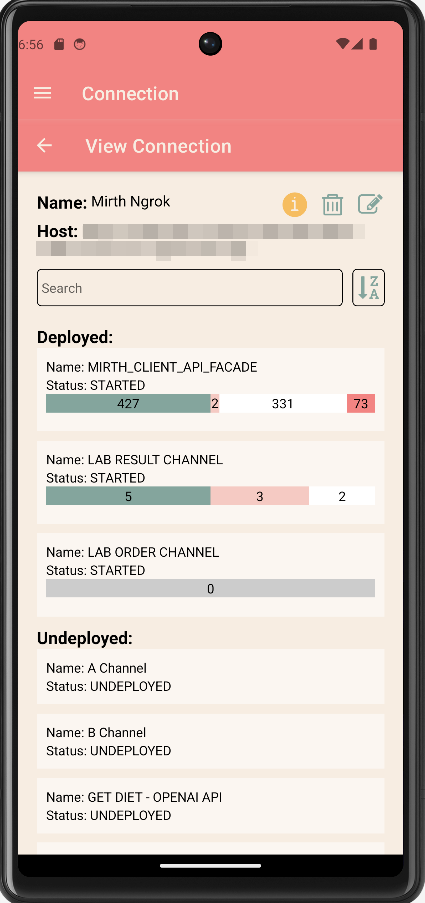 6:56
Connection
View Connection
Name: Mirth Ngrok
i
Host:
Search
Z
A
Deployed:
Name: MIRTH_CLIENT_API_FACADE
Status: STARTED
427 2 331 73
Name: LAB RESULT CHANNEL
Status: STARTED
5 3 2
Name: LAB ORDER CHANNEL
Status: STARTED
0
Undeployed:
Name: A Channel
Status: UNDEPLOYED
Name: B Channel
Status: UNDEPLOYED
Name: GET DIET - OPENAI API
Status: UNDEPLOYED